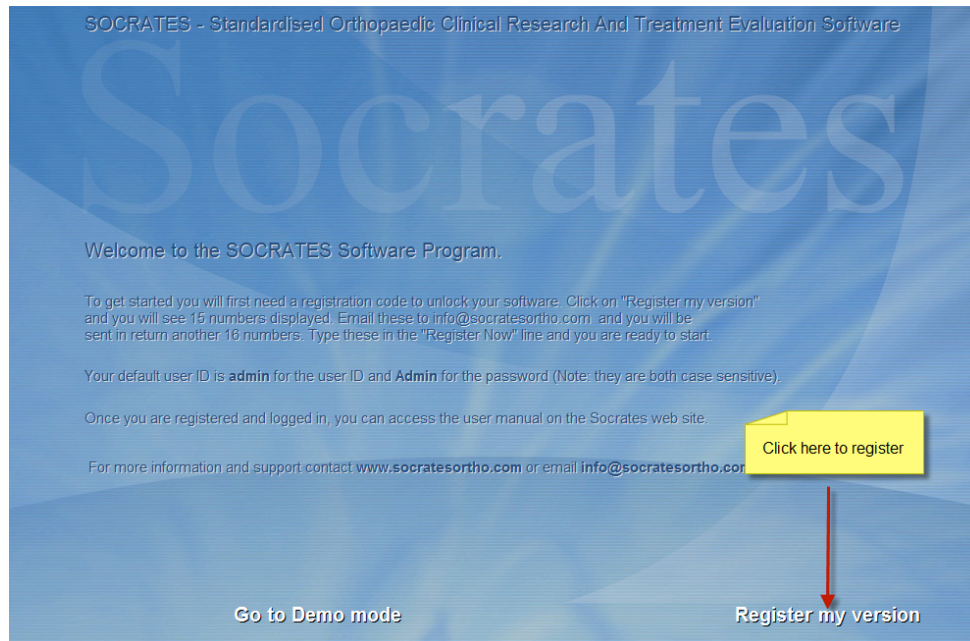 SOCRATES - Standardised Orthopaedic Clinical Research And Treatment Evaluation Software
Socrates
Welcome to the SOCRATES Software Program.
To get started you will first need a registration code to unlock your software. Click on "Register my version"
and you will see 15 numbers displayed. Email these to info@socratesortho.com and you will be
sent in return another 16 numbers. Type these in the "Register Now" line and you are ready to start.
Your default user ID is admin for the user ID and Admin for the password (Note: they are both case sensitive).
Once you are registered and logged in, you can access the user manual on the Socrates web site.
Click here to register
For more information and support contact www.socratesortho.com or email info@socratesortho.com
Go to Demo mode
Register my version